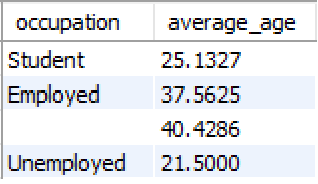 occupation average_age
Student 25.1327
Employed 37.5625
40.4286
Unemployed 21.5000